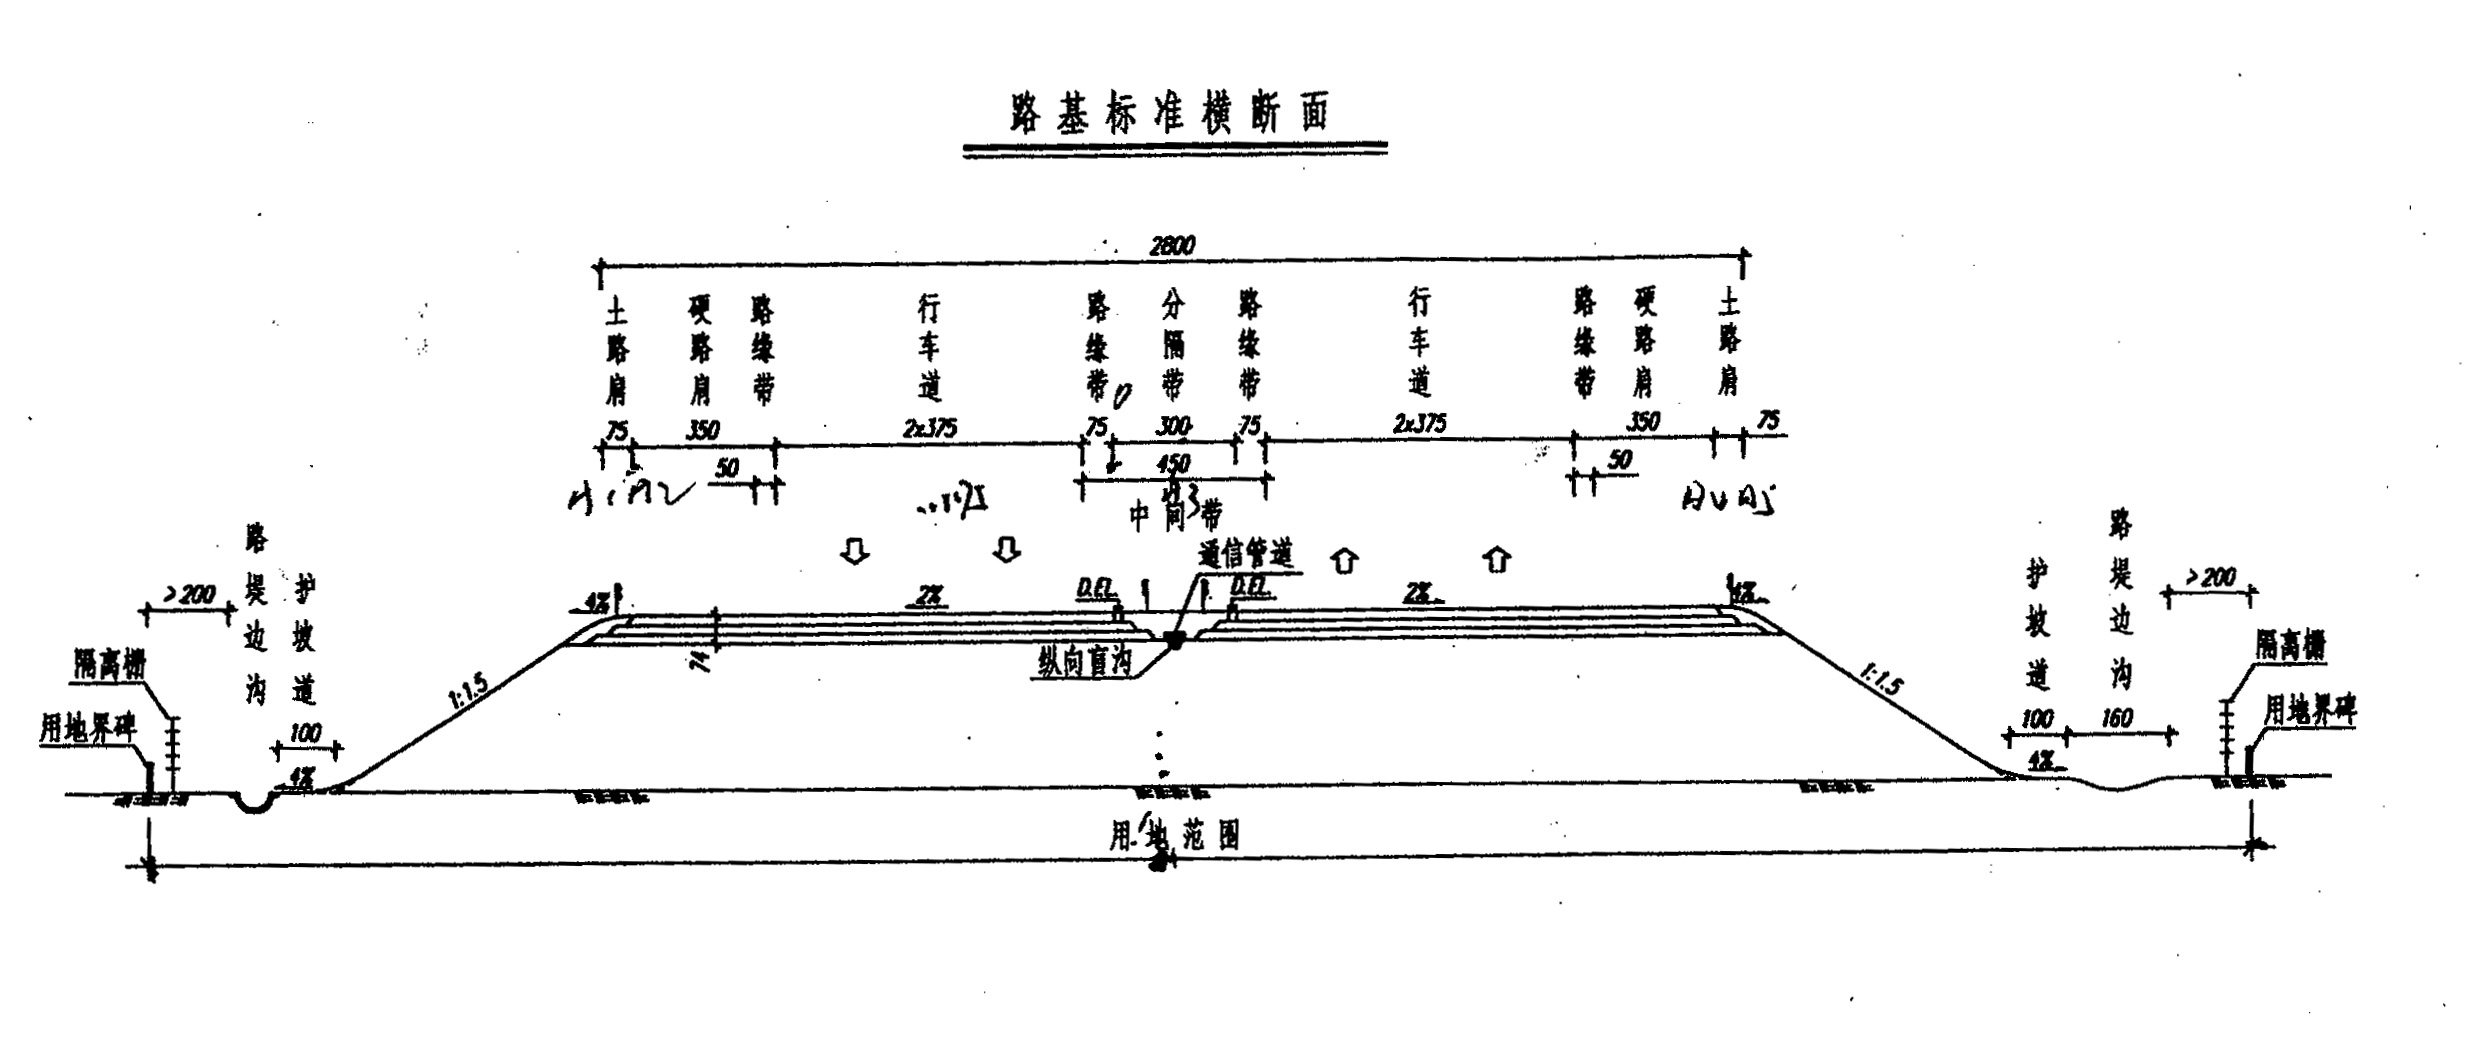 路基标准横断面
2800
土路肩 硬路肩 路缘带 行车道 路缘带 分隔带 路缘带 行车道 路缘带 硬路肩 土路肩
75 350 2x375 75 300 75 2x375 350 75
50 450 50
中间带
通信管道
4% 2% D.EL D.EL 2% 4%
74
纵向盲沟
1:1.5 1:1.5
路堤边沟 护坡道 护坡道 路堤边沟
>200 >200
隔离栅 隔离栅
用地界碑 用地界碑
100 100 160
4% 4%
用地范围